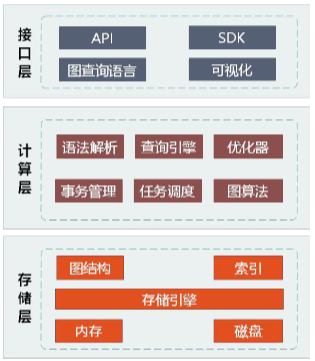 接口层
API
SDK
图查询语言
可视化
计算层
语法解析
查询引擎
优化器
事务管理
任务调度
图算法
存储层
图结构
索引
存储引擎
内存
磁盘